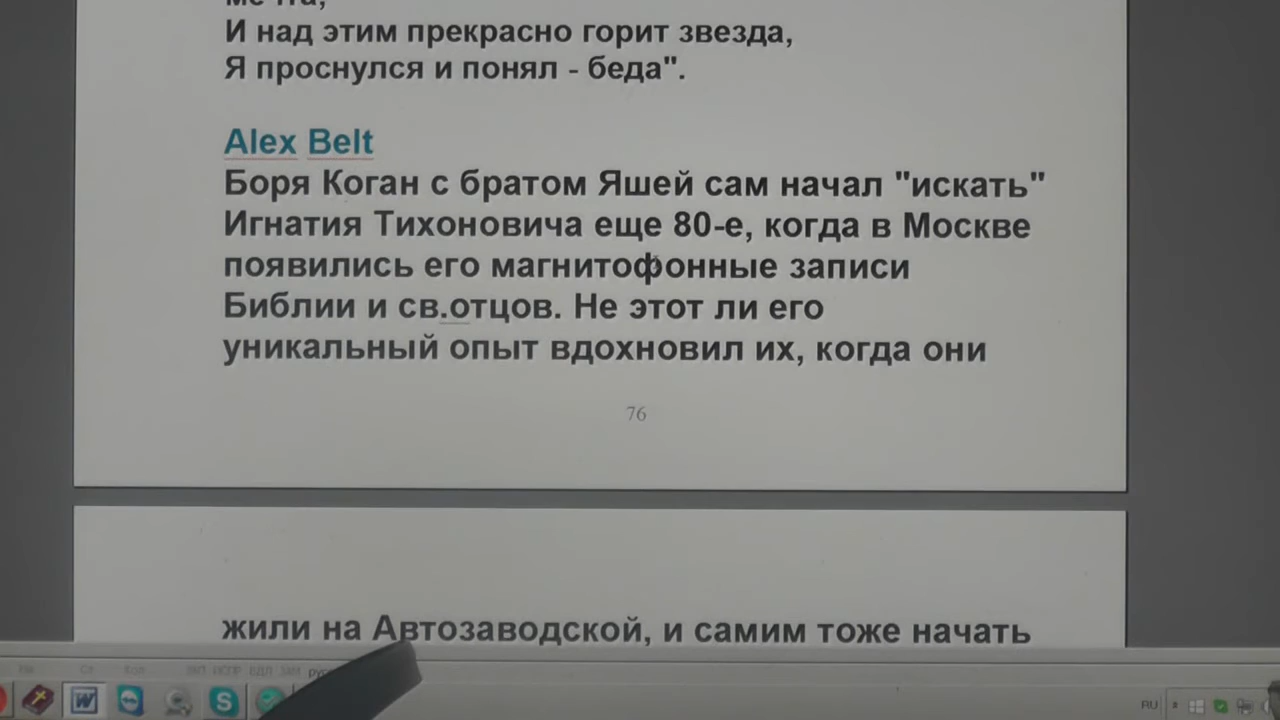 И над этим прекрасно горит звезда,
Я проснулся и понял - беда".
Alex Belt
Боря Коган с братом Яшей сам начал "искать"
Игнатия Тихоновича еще 80-е, когда в Москве
появились его магнитофонные записи
Библии и св.отцов. Не этот ли его
уникальный опыт вдохновил их, когда они
76
жили на Автозаводской, и самим тоже начать
RU